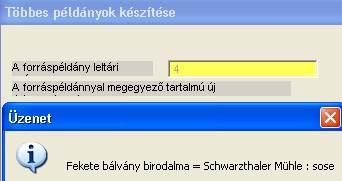 Többes példányok készítése
A forráspéldány leltári
4
A forráspéldánnyal megegyező tartalmú új
Üzenet
Fekete bálvány birodalma = Schwarzthaler Mühle : sose